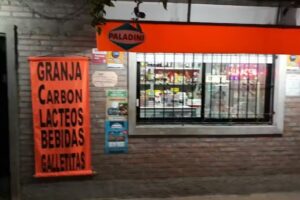 PALADINI
GRANJA
CARBON
LACTEOS
BEBIDAS
GALLETITAS